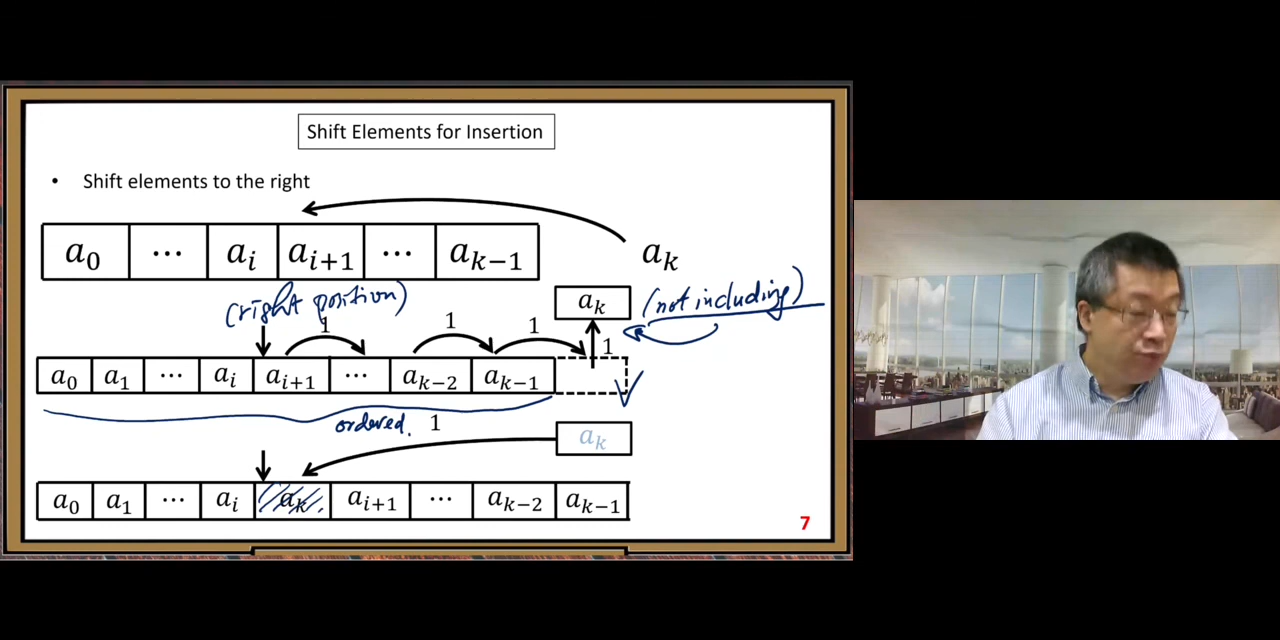 Shift Elements for Insertion
• Shift elements to the right
a₀ ⋯ aᵢ aᵢ₊₁ ⋯ aₖ₋₁ aₖ
(right position) aₖ (not including)
1 1 1 1
a₀ a₁ ⋯ aᵢ aᵢ₊₁ ⋯ aₖ₋₂ aₖ₋₁
ordered. 1 aₖ
a₀ a₁ ⋯ aᵢ aₖ aᵢ₊₁ ⋯ aₖ₋₂ aₖ₋₁
7